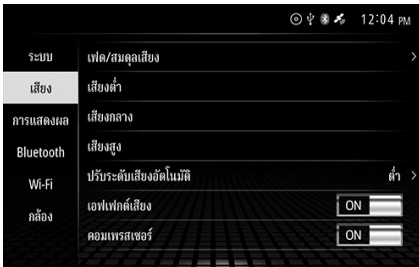 12:04 PM
ระบบ
เสียง
การแสดงผล
Bluetooth
Wi-Fi
กล้อง
เฟด/สมดุลเสียง
เสียงต่ำ
เสียงกลาง
เสียงสูง
ปรับระดับเสียงอัตโนมัติ ต่ำ
เอฟเฟกต์เสียง ON
คอมเพรสเซอร์ ON